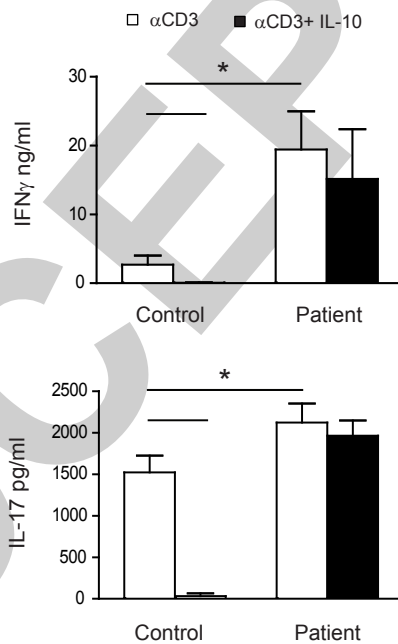 αCD3 αCD3+ IL-10
*
IFNγ ng/ml
30
20
10
0
Control Patient
*
IL-17 pg/ml
2500
2000
1500
1000
500
0
Control Patient
CCEP